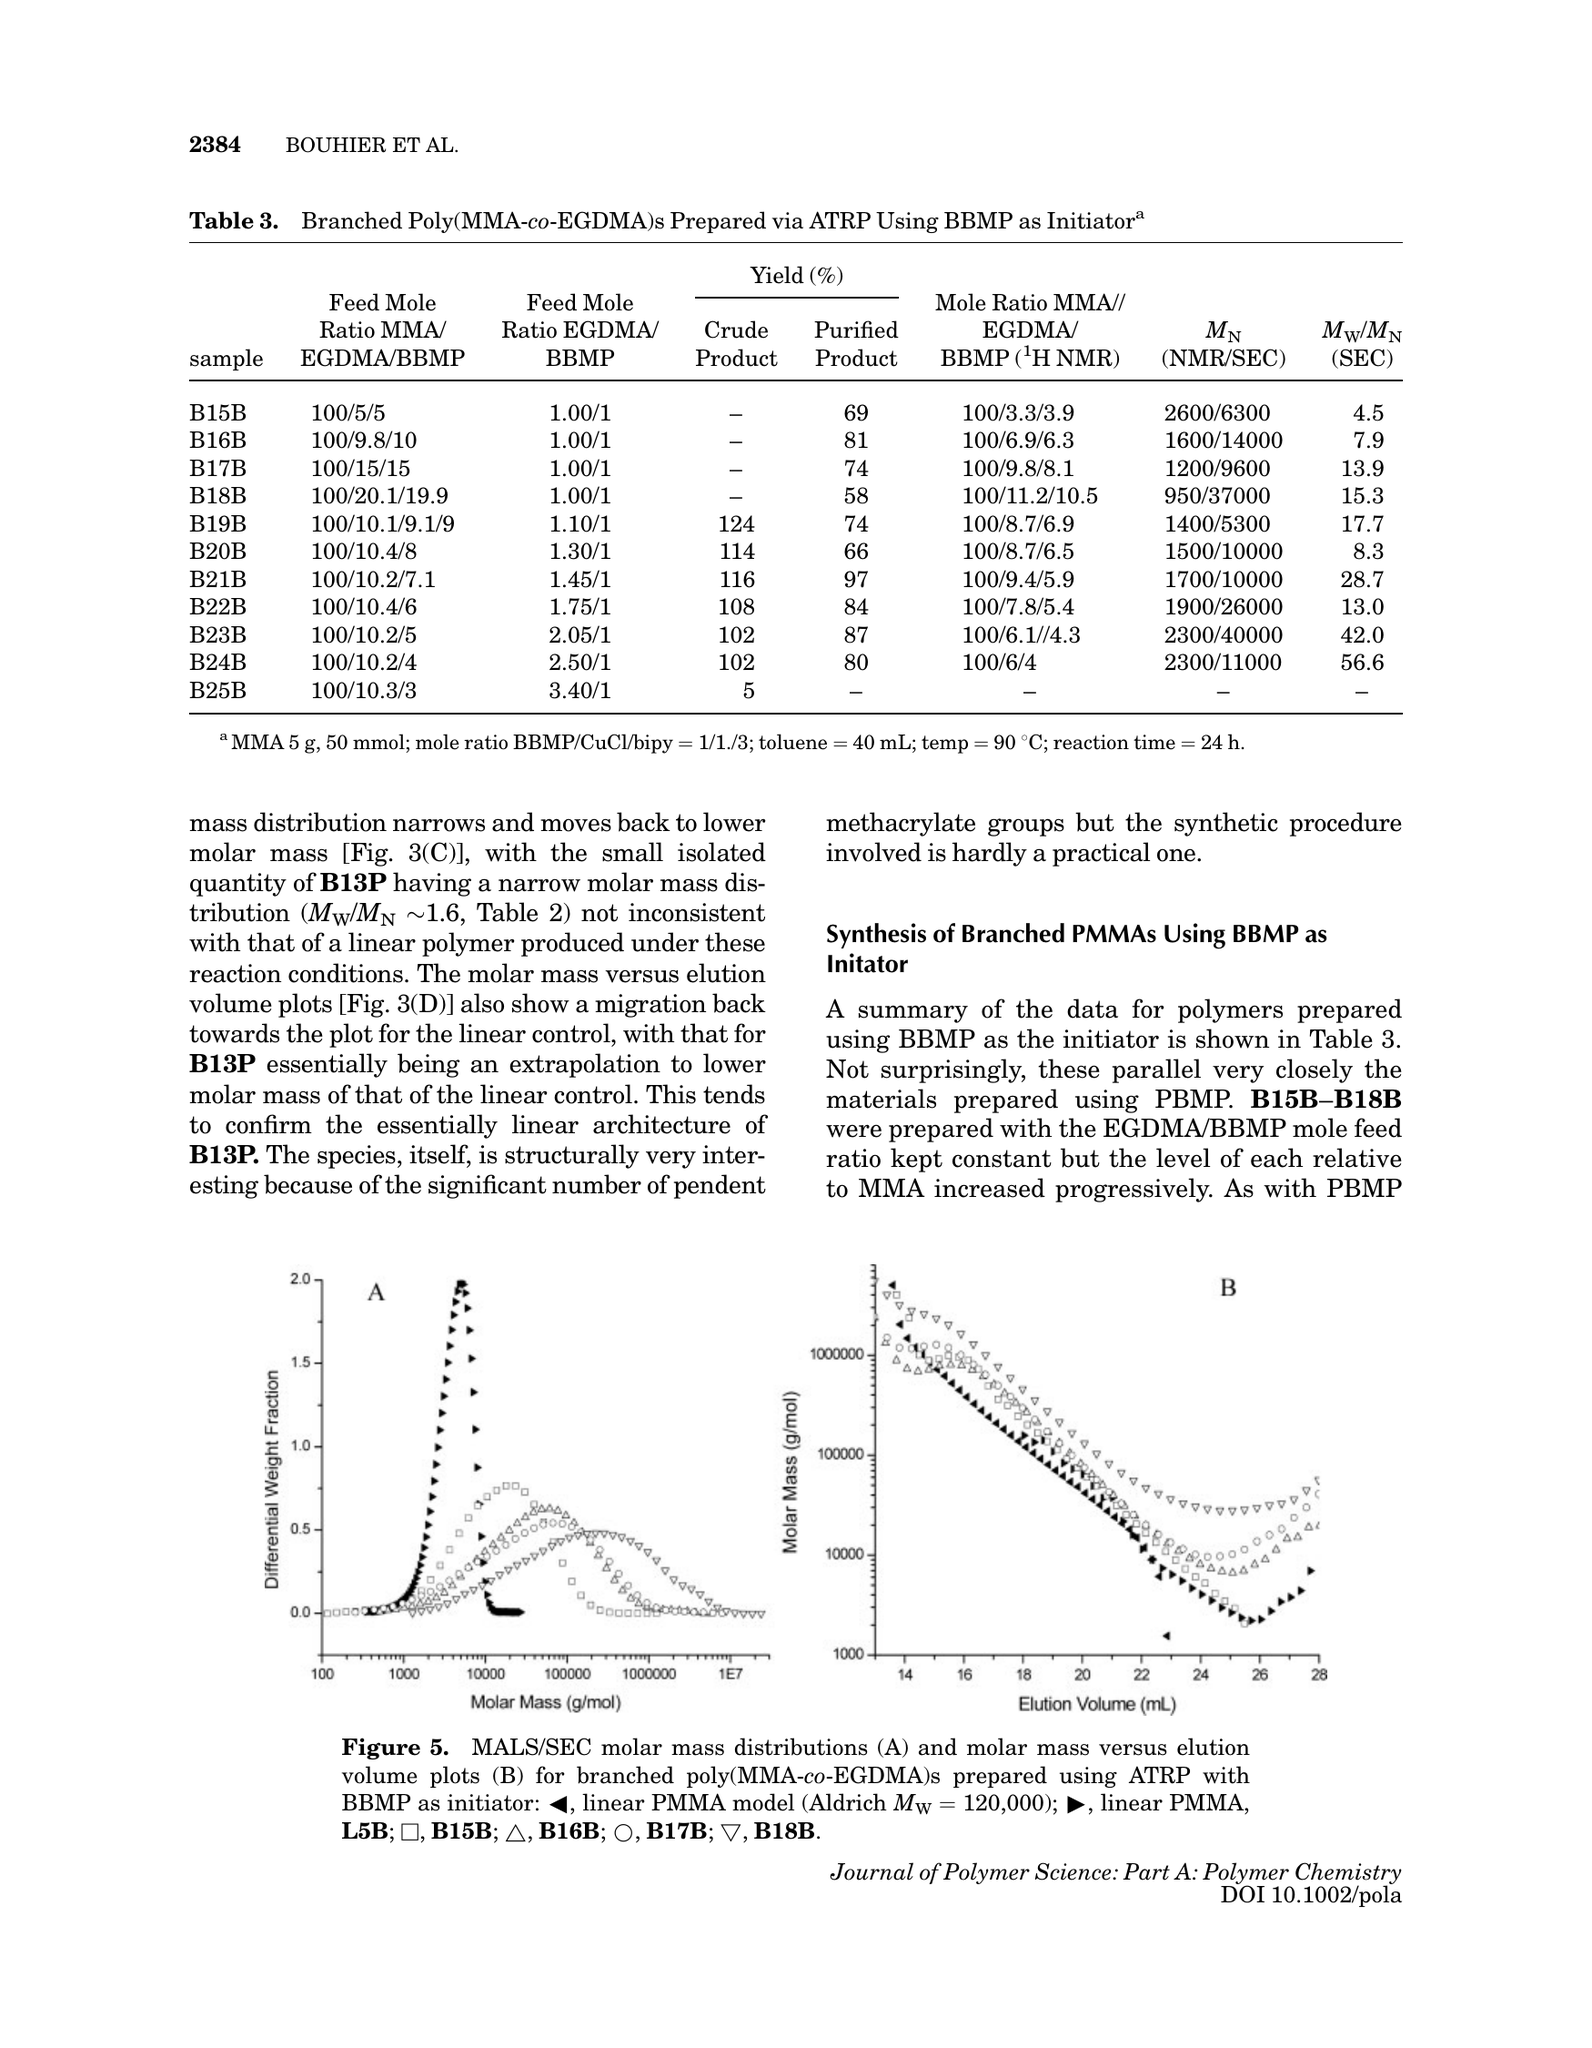 2384 BOUHIER ET AL.
Table 3. Branched Poly(MMA-co-EGDMA)s Prepared via ATRP Using BBMP as Initiatorᵃ
Yield (%)
Feed Mole Feed Mole Mole Ratio MMA//
Ratio MMA/ Ratio EGDMA/ Crude Purified EGDMA/ M_N M_W/M_N
sample EGDMA/BBMP BBMP Product Product BBMP (¹H NMR) (NMR/SEC) (SEC)
B15B 100/5/5 1.00/1 – 69 100/3.3/3.9 2600/6300 4.5
B16B 100/9.8/10 1.00/1 – 81 100/6.9/6.3 1600/14000 7.9
B17B 100/15/15 1.00/1 – 74 100/9.8/8.1 1200/9600 13.9
B18B 100/20.1/19.9 1.00/1 – 58 100/11.2/10.5 950/37000 15.3
B19B 100/10.1/9.1/9 1.10/1 124 74 100/8.7/6.9 1400/5300 17.7
B20B 100/10.4/8 1.30/1 114 66 100/8.7/6.5 1500/10000 8.3
B21B 100/10.2/7.1 1.45/1 116 97 100/9.4/5.9 1700/10000 28.7
B22B 100/10.4/6 1.75/1 108 84 100/7.8/5.4 1900/26000 13.0
B23B 100/10.2/5 2.05/1 102 87 100/6.1//4.3 2300/40000 42.0
B24B 100/10.2/4 2.50/1 102 80 100/6/4 2300/11000 56.6
B25B 100/10.3/3 3.40/1 5 – – – –
ᵃ MMA 5 g, 50 mmol; mole ratio BBMP/CuCl/bipy = 1/1./3; toluene = 40 mL; temp = 90 °C; reaction time = 24 h.
mass distribution narrows and moves back to lower
molar mass [Fig. 3(C)], with the small isolated
quantity of B13P having a narrow molar mass dis-
tribution (M_W/M_N ~1.6, Table 2) not inconsistent
with that of a linear polymer produced under these
reaction conditions. The molar mass versus elution
volume plots [Fig. 3(D)] also show a migration back
towards the plot for the linear control, with that for
B13P essentially being an extrapolation to lower
molar mass of that of the linear control. This tends
to confirm the essentially linear architecture of
B13P. The species, itself, is structurally very inter-
esting because of the significant number of pendent
methacrylate groups but the synthetic procedure
involved is hardly a practical one.
Synthesis of Branched PMMAs Using BBMP as
Initator
A summary of the data for polymers prepared
using BBMP as the initiator is shown in Table 3.
Not surprisingly, these parallel very closely the
materials prepared using PBMP. B15B–B18B
were prepared with the EGDMA/BBMP mole feed
ratio kept constant but the level of each relative
to MMA increased progressively. As with PBMP
A
2.0
1.5
1.0
0.5
0.0
Differential Weight Fraction
100 1000 10000 100000 1000000 1E7
Molar Mass (g/mol)
B
1000000
100000
10000
1000
Molar Mass (g/mol)
14 16 18 20 22 24 26 28
Elution Volume (mL)
Figure 5. MALS/SEC molar mass distributions (A) and molar mass versus elution
volume plots (B) for branched poly(MMA-co-EGDMA)s prepared using ATRP with
BBMP as initiator: ◀, linear PMMA model (Aldrich M_W = 120,000); ▶, linear PMMA,
L5B; □, B15B; △, B16B; ○, B17B; ▽, B18B.
Journal of Polymer Science: Part A: Polymer Chemistry
DOI 10.1002/pola